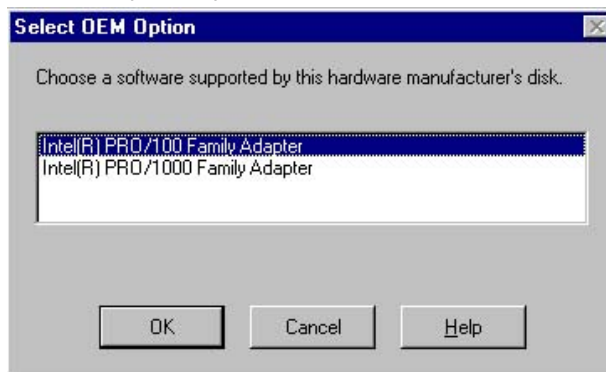 Select OEM Option
Choose a software supported by this hardware manufacturer's disk.
Intel(R) PRO/100 Family Adapter
Intel(R) PRO/1000 Family Adapter
OK Cancel Help